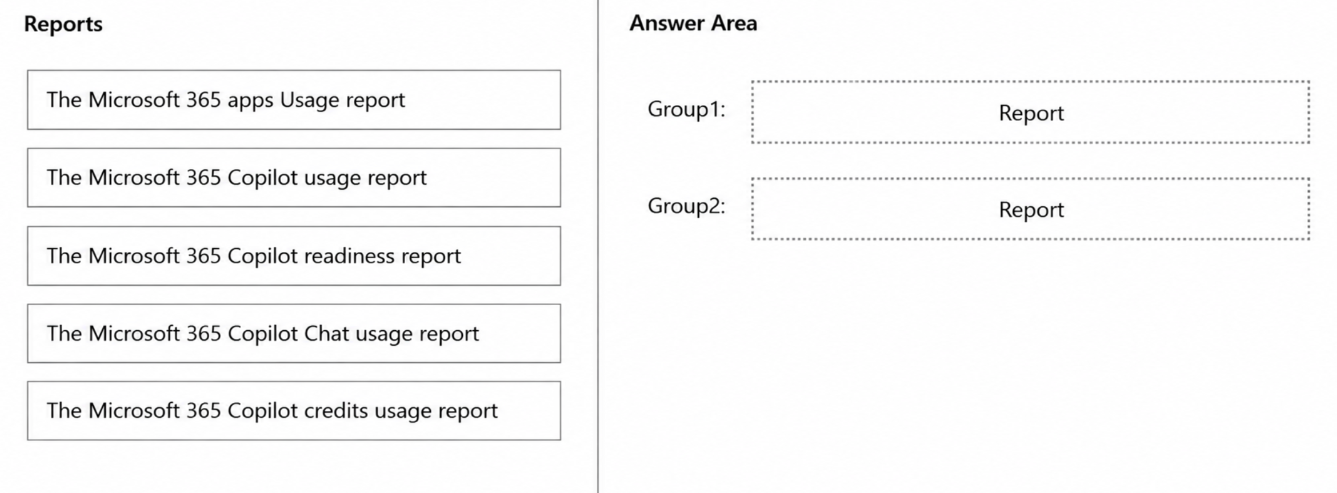 Reports
The Microsoft 365 apps Usage report
The Microsoft 365 Copilot usage report
The Microsoft 365 Copilot readiness report
The Microsoft 365 Copilot Chat usage report
The Microsoft 365 Copilot credits usage report
Answer Area
Group1:
Report
Group2:
Report